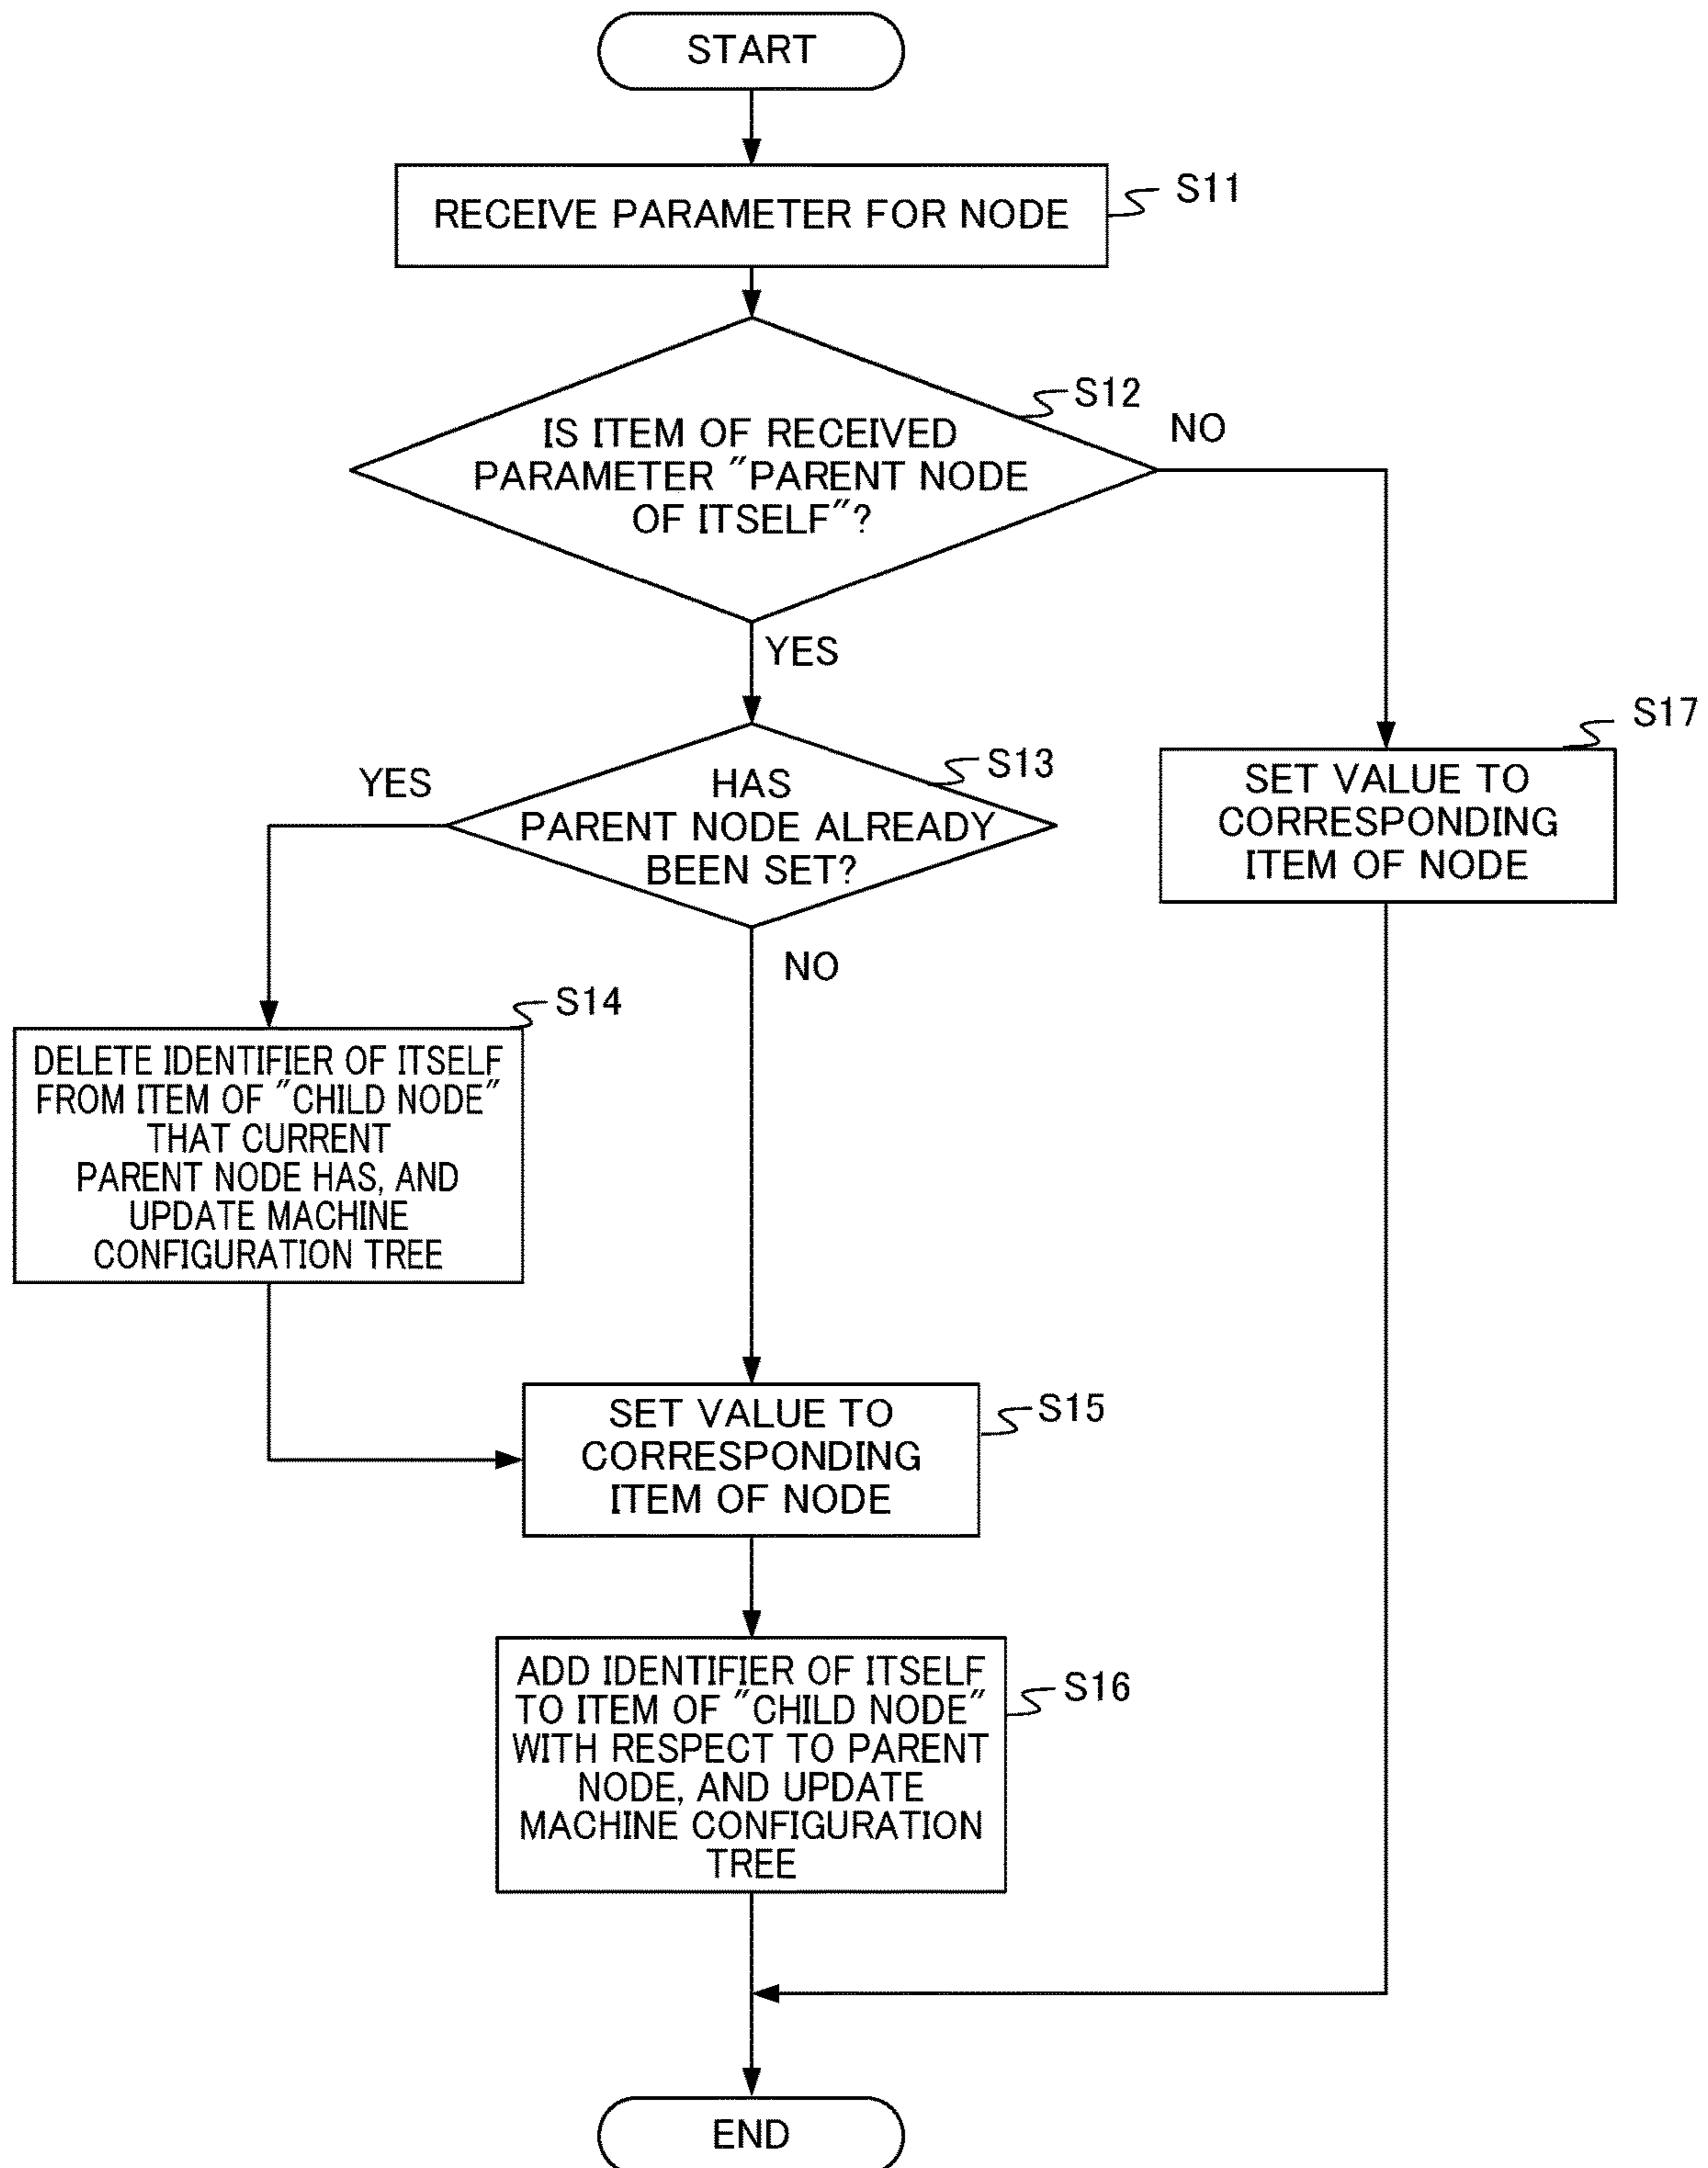 START
RECEIVE PARAMETER FOR NODE
S11
S12
IS ITEM OF RECEIVED
PARAMETER "PARENT NODE
OF ITSELF"?
NO
YES
S13
HAS
PARENT NODE ALREADY
BEEN SET?
YES
NO
S17
SET VALUE TO
CORRESPONDING
ITEM OF NODE
S14
DELETE IDENTIFIER OF ITSELF
FROM ITEM OF "CHILD NODE"
THAT CURRENT
PARENT NODE HAS, AND
UPDATE MACHINE
CONFIGURATION TREE
S15
SET VALUE TO
CORRESPONDING
ITEM OF NODE
S16
ADD IDENTIFIER OF ITSELF
TO ITEM OF "CHILD NODE"
WITH RESPECT TO PARENT
NODE, AND UPDATE
MACHINE CONFIGURATION
TREE
END